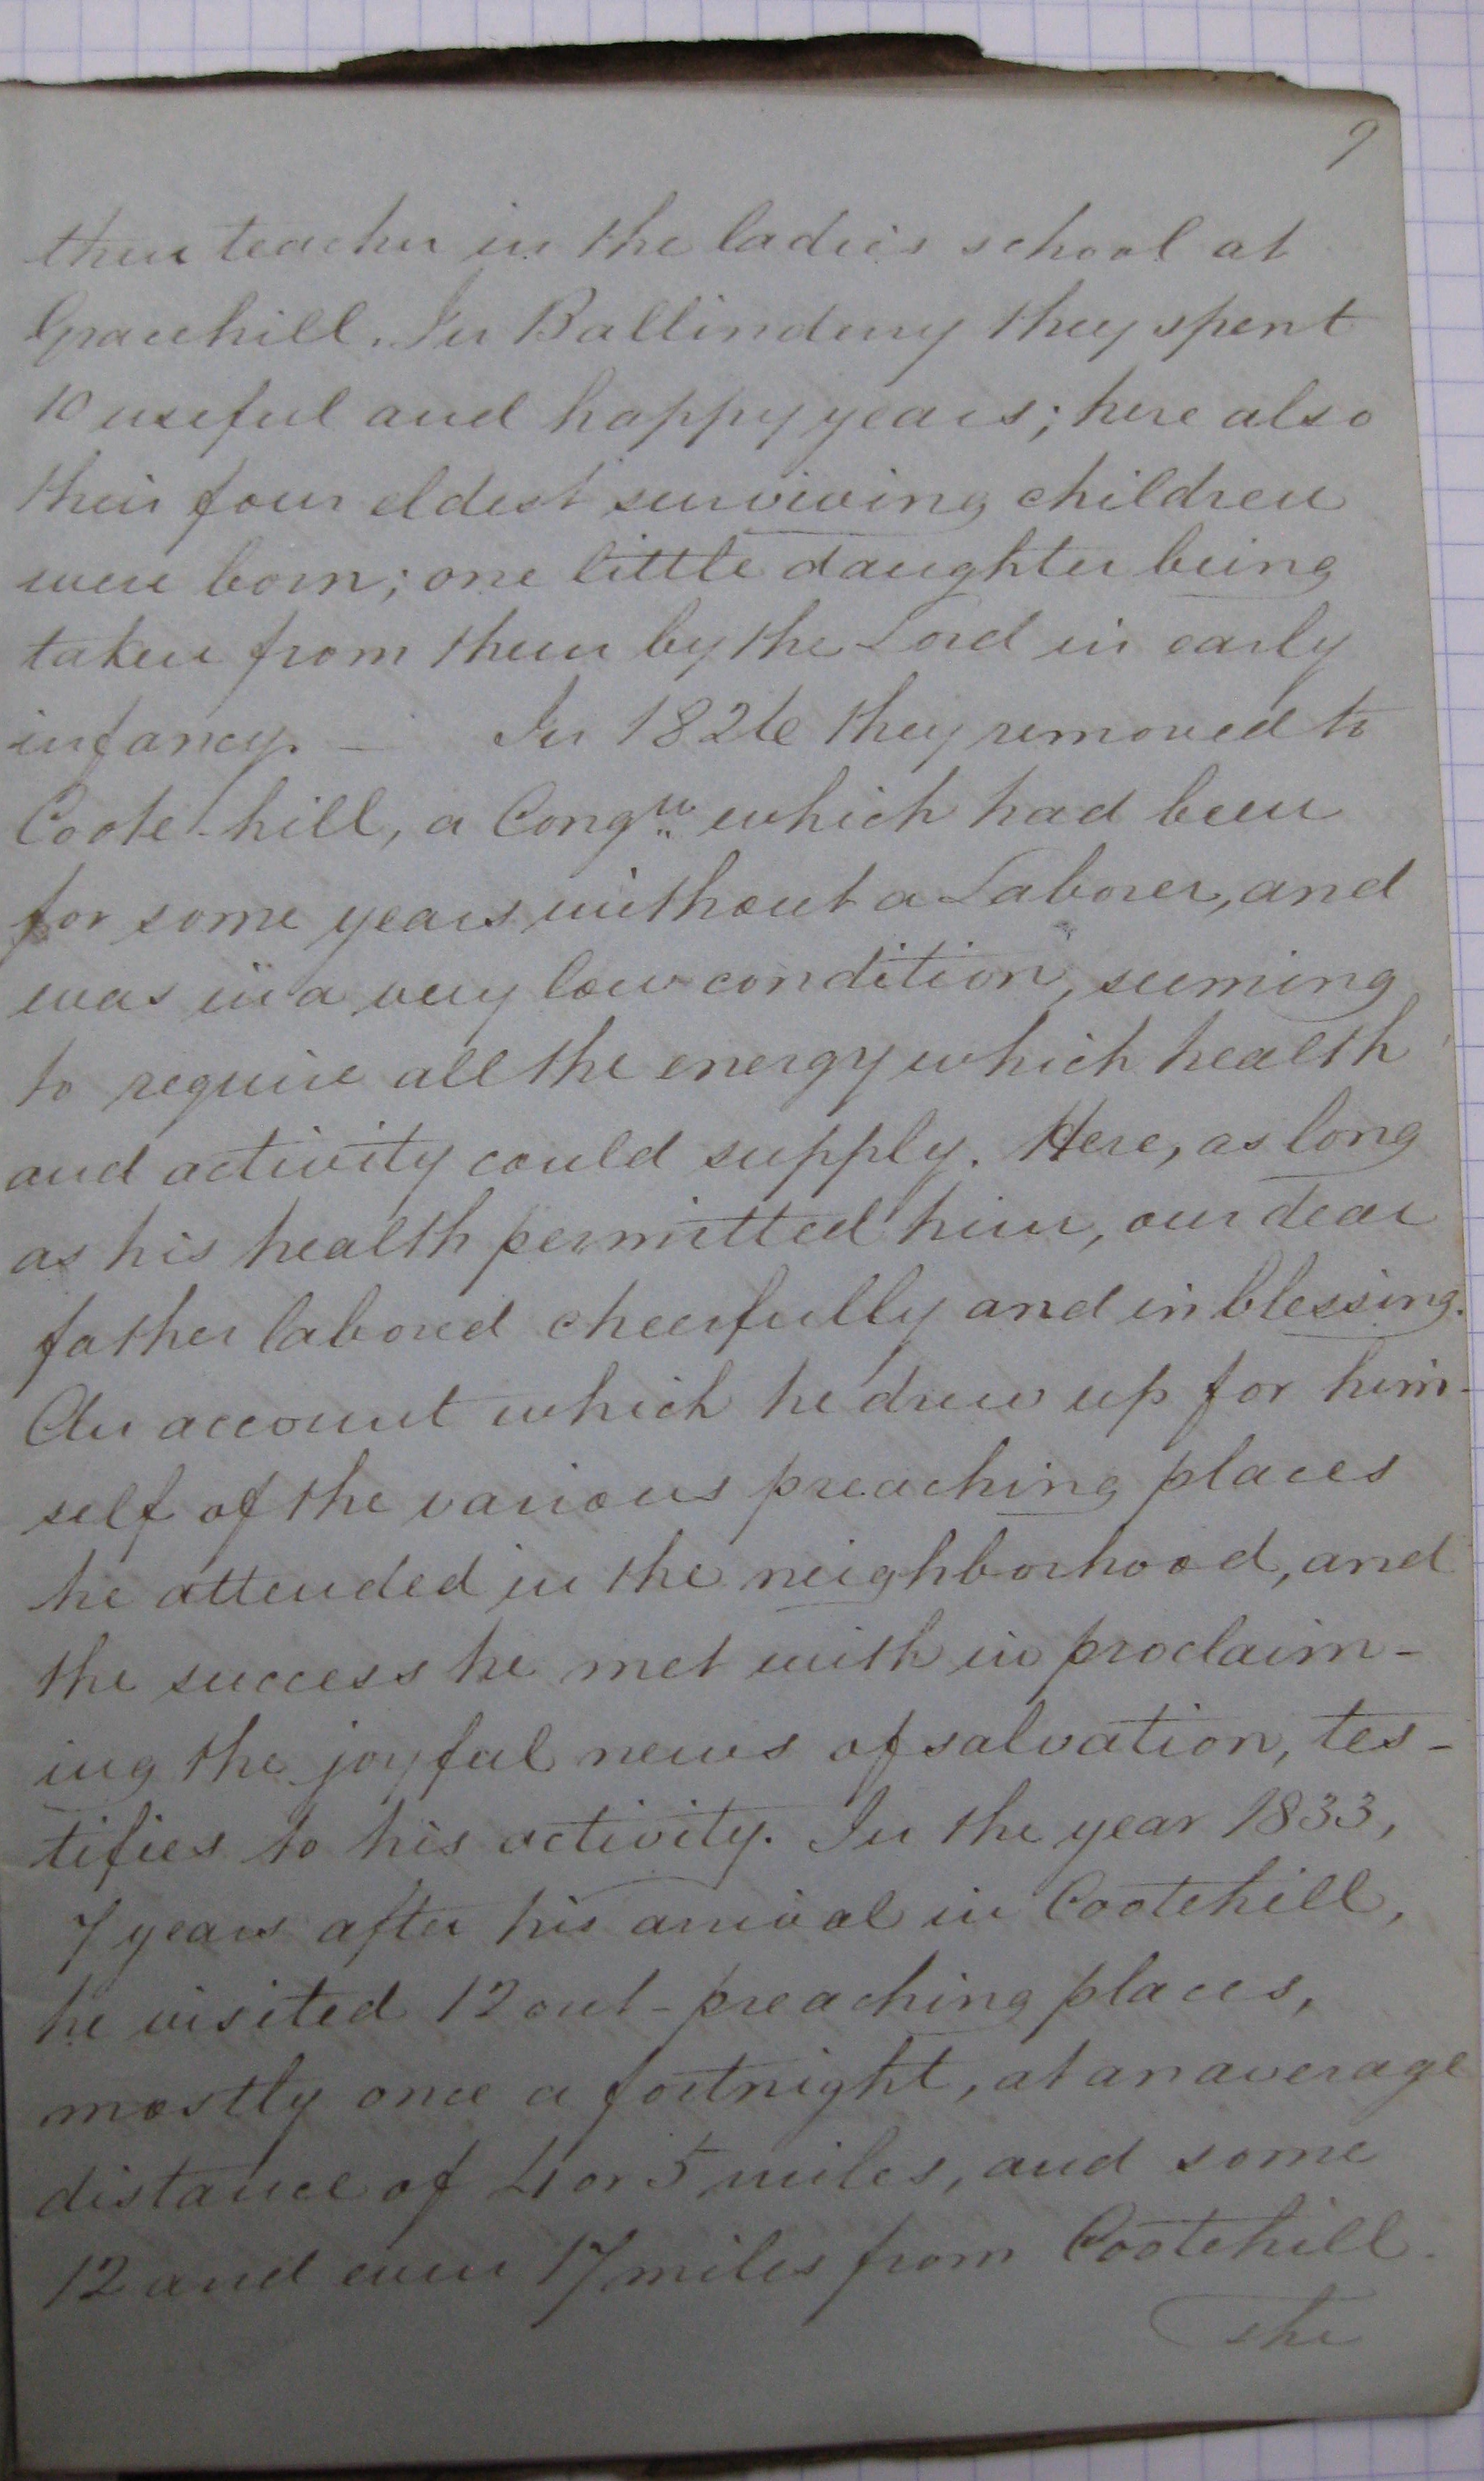 9
then teacher in the ladies school at
Gracehill. In Ballinderry they spent
10 useful and happy years; here also
their four eldest surviving children
were born; one little daughter being
taken from them by the Lord in early
infancy. — In 1826 they removed to
Coote-hill, a Congn. which had been
for some years without a Laborer, and
was in a very low condition, seeming
to require all the energy which health
and activity could supply. Here, as long
as his health permitted him, our dear
father labored cheerfully and in blessing.
An account which he drew up for him-
self of the various preaching places
he attended in the neighborhood, and
the success he met with in proclaim-
ing the joyful news of salvation, tes-
tifies to his activity. In the year 1833,
7 years after his arrival in Cootehill,
he visited 12 out-preaching places,
mostly once a fortnight, at an average
distance of 4 or 5 miles, and some
12 and even 17 miles from Cootehill.
The